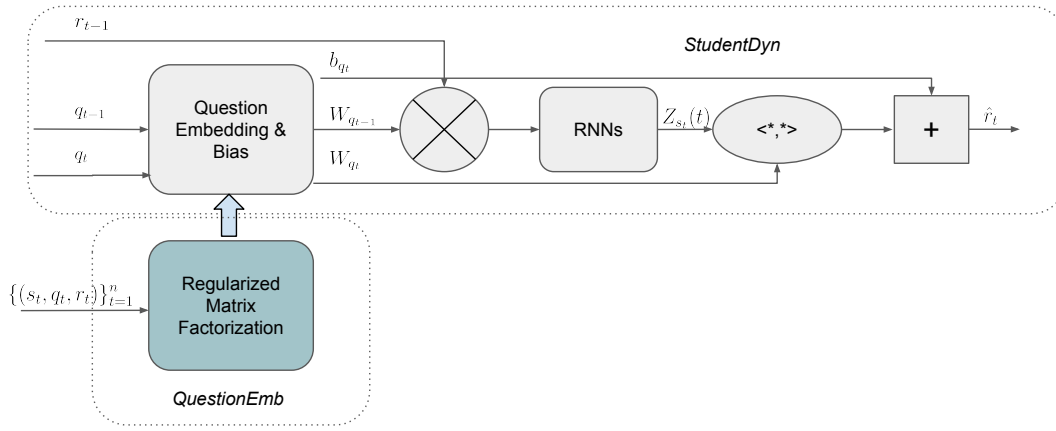 r_{t-1}
StudentDyn
b_{q_t}
Question
Embedding &
Bias
q_{t-1}
W_{q_{t-1}}
RNNs
Z_{s_t}(t)
<*,*>
+
\hat{r}_t
q_t
W_{q_t}
{(s_t, q_t, r_t)}_{t=1}^n
Regularized
Matrix
Factorization
QuestionEmb